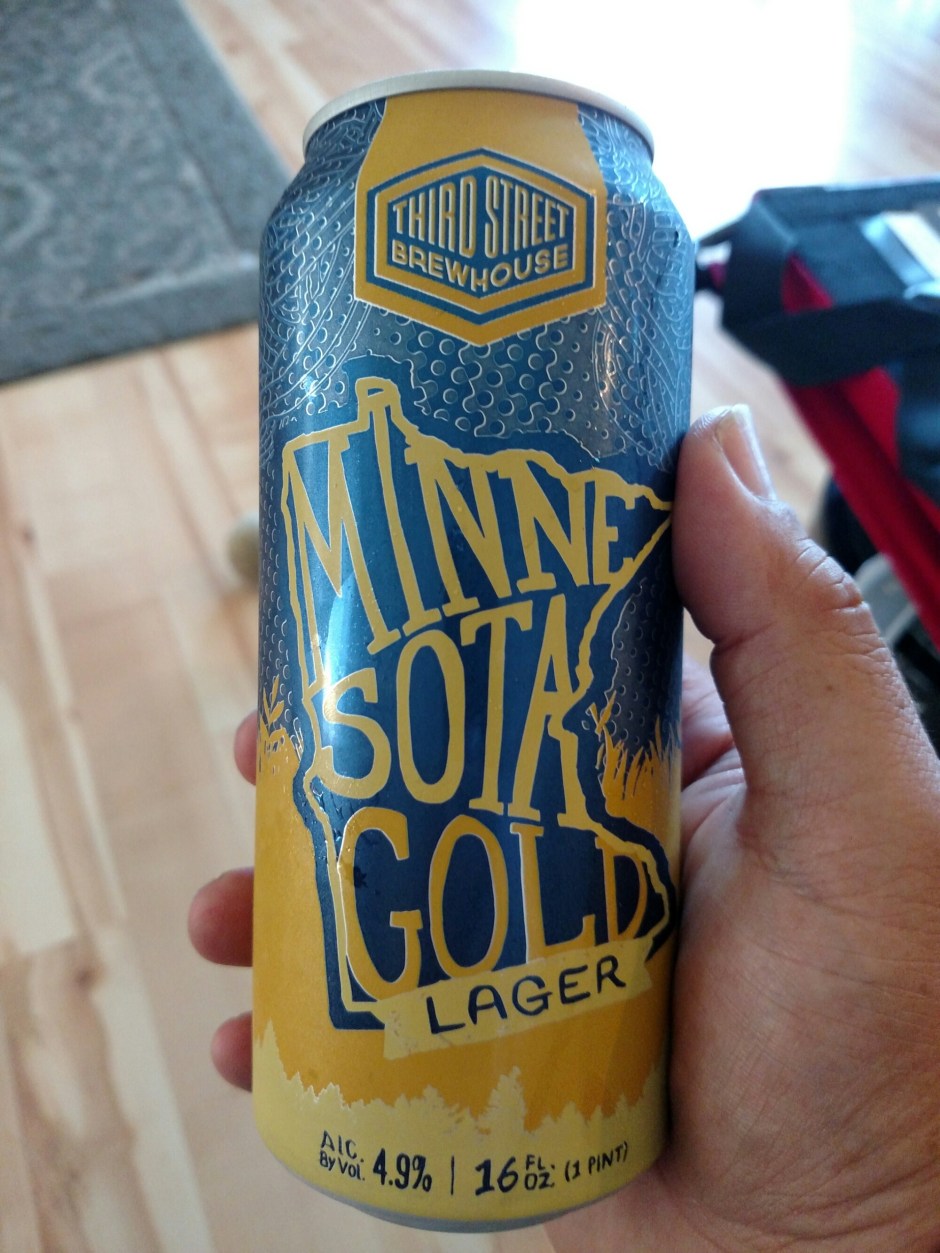 THIRD STREET
BREWHOUSE
MINNE
SOTA
GOLD
LAGER
ALC.
By VOL. 4.9% | 16 FL. OZ. (1 PINT)